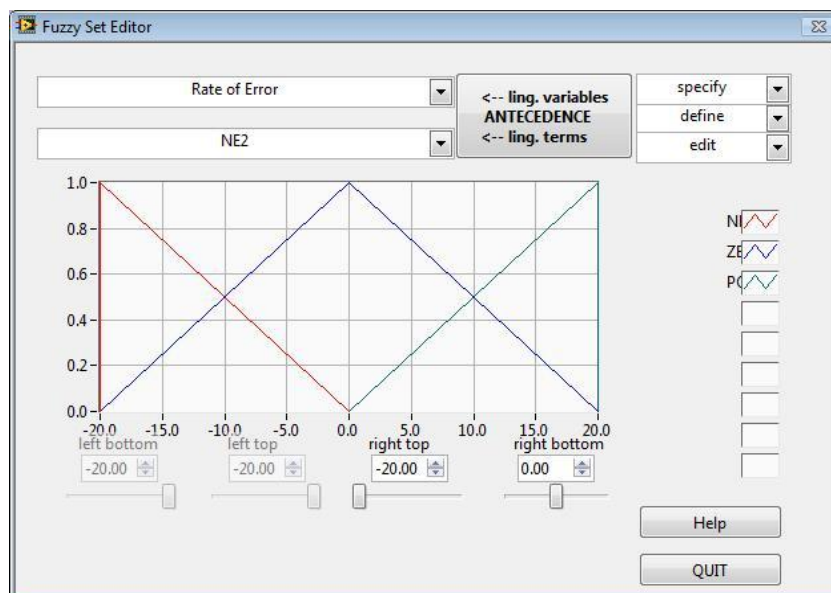 Fuzzy Set Editor
Rate of Error
<-- ling. variables
ANTECEDENCE
<-- ling. terms
specify
define
edit
NE2
1.0
0.8
0.6
0.4
0.2
0.0
-20.0 -15.0 -10.0 -5.0 0.0 5.0 10.0 15.0 20.0
left bottom left top right top right bottom
-20.00 -20.00 -20.00 0.00
ZE
Help
QUIT